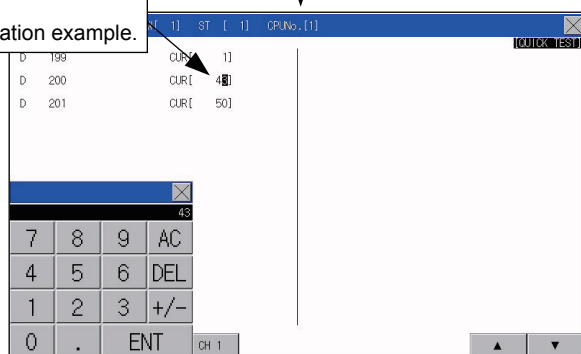 ation example.
[ 1] ST [ 1] CPUNo.[1]
[QUICK TEST]
D 199 CUR[ 1]
D 200 CUR[ 43]
D 201 CUR[ 50]
43
7 8 9 AC
4 5 6 DEL
1 2 3 +/-
0 . ENT
CH 1
▲ ▼